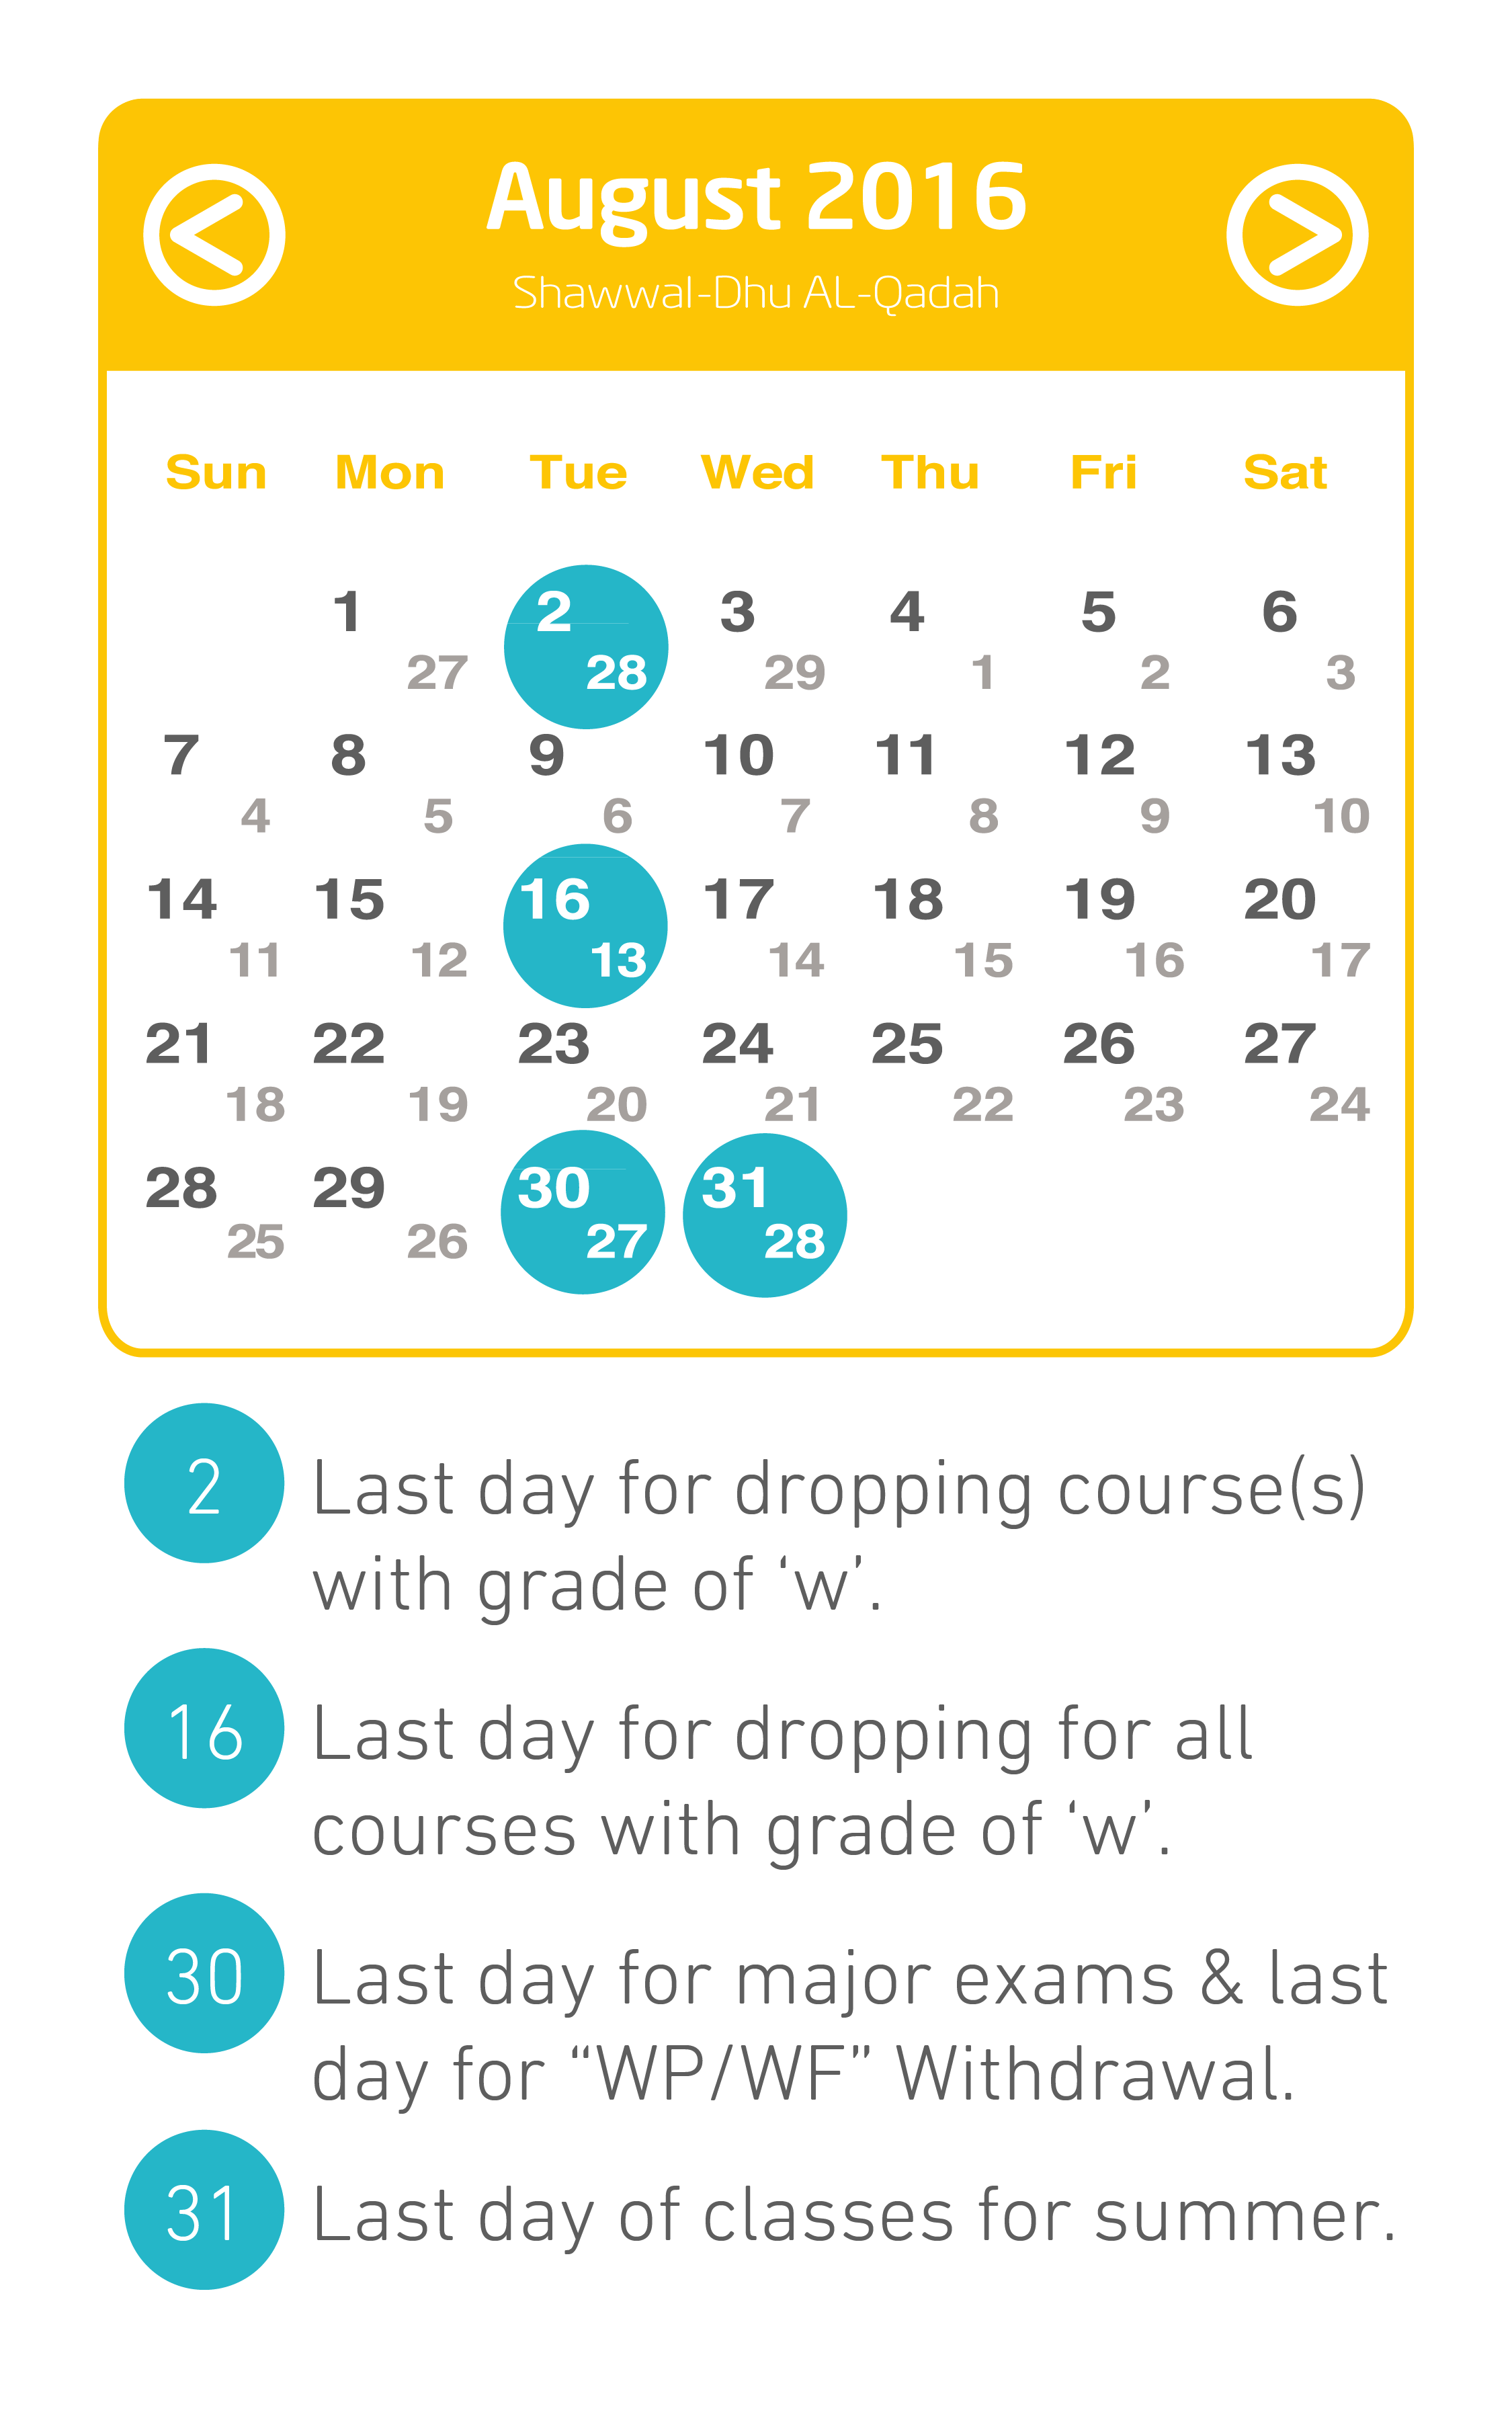 <
August 2016
Shawwal-Dhu AL-Qadah
>
Sun Mon Tue Wed Thu Fri Sat
1 2 3 4 5 6
27 28 29 1 2 3
7 8 9 10 11 12 13
4 5 6 7 8 9 10
14 15 16 17 18 19 20
11 12 13 14 15 16 17
21 22 23 24 25 26 27
18 19 20 21 22 23 24
28 29 30 31
25 26 27 28
2 Last day for dropping course(s)
with grade of ‘w’.
16 Last day for dropping for all
courses with grade of ‘w’.
30 Last day for major exams & last
day for “WP/WF” Withdrawal.
31 Last day of classes for summer.